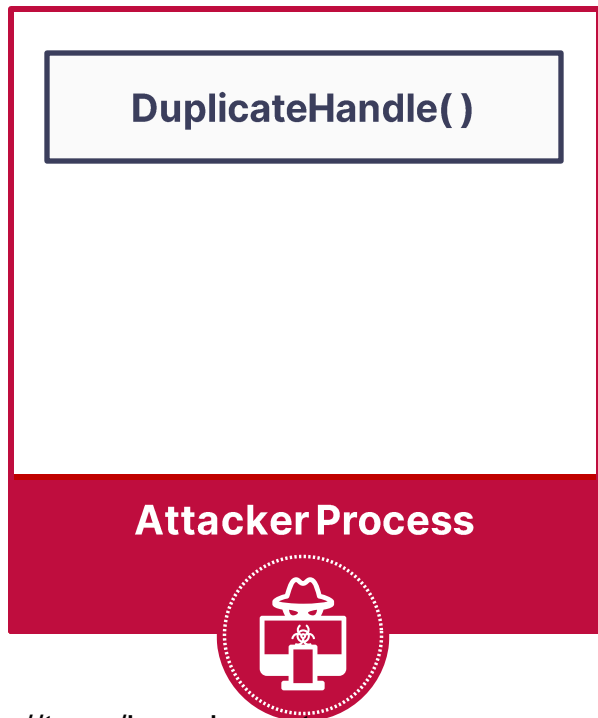 DuplicateHandle( )
Attacker Process